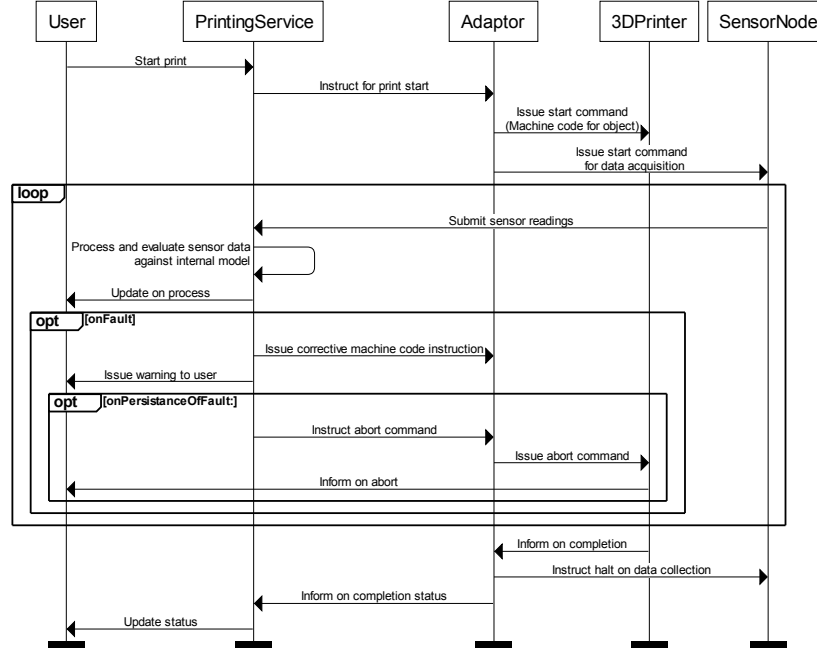 User
PrintingService
Adaptor
3DPrinter
SensorNode
Start print
Instruct for print start
Issue start command
(Machine code for object)
Issue start command
for data acquisition
loop
Submit sensor readings
Process and evaluate sensor data
against internal model
Update on process
opt [onFault]
Issue corrective machine code instruction
Issue warning to user
opt [onPersistanceOfFault:]
Instruct abort command
Issue abort command
Inform on abort
Inform on completion
Instruct halt on data collection
Inform on completion status
Update status